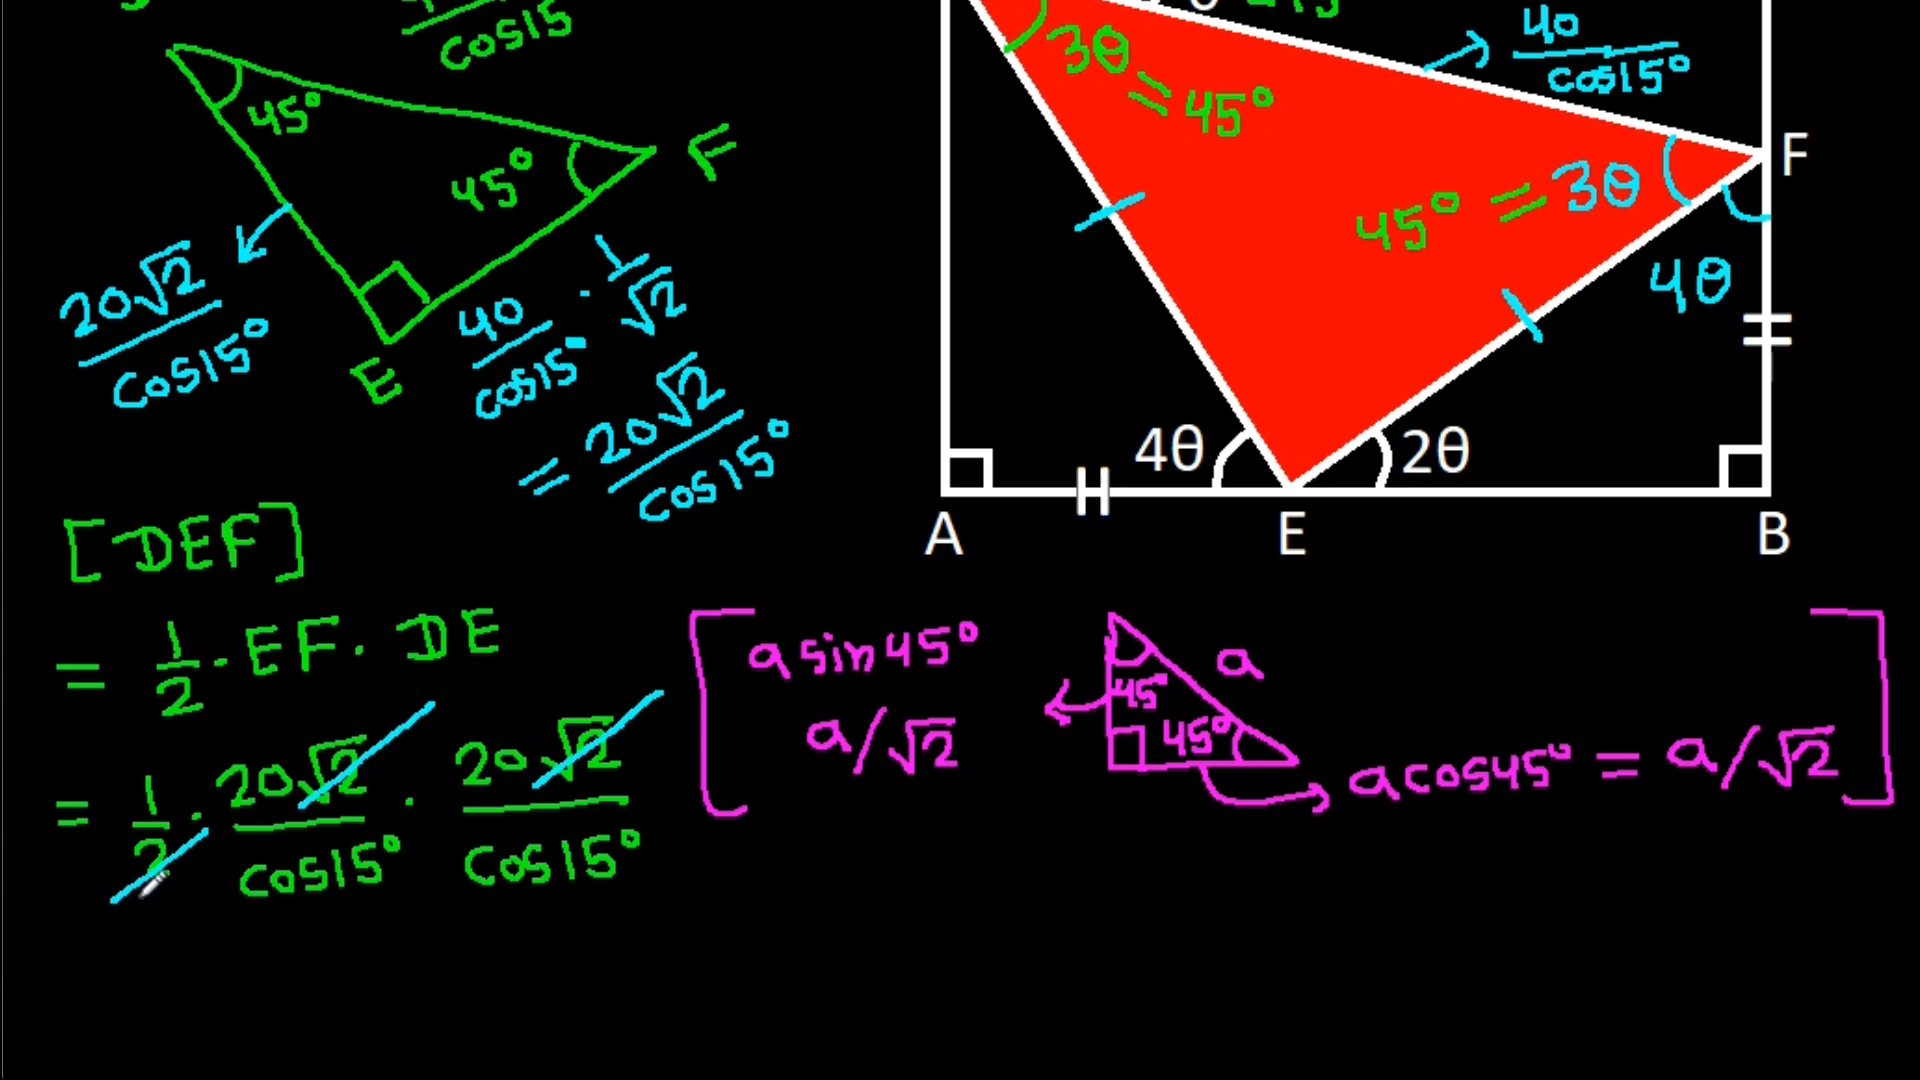 cos15
45°
45°
F
20√2
cos15°
E
40/cos15° · 1/√2
= 20√2/cos15°
3θ
= 45°
40
cos15°
F
45° = 3θ
4θ
4θ
2θ
A
E
B
[DEF]
= 1/2 · EF · DE
= 1/2 · 20√2/cos15° · 20√2/cos15°
a sin45°
a/√2
45°
a
45°
a cos45° = a/√2